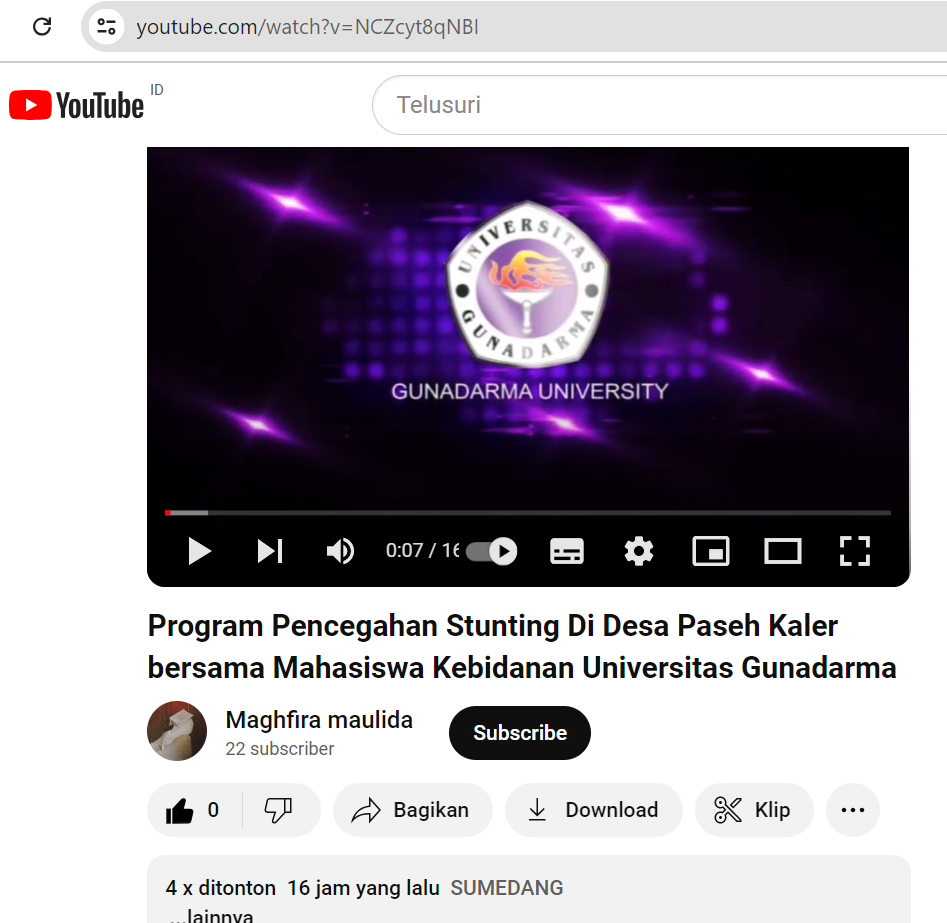 youtube.com/watch?v=NCZcyt8qNBI
YouTube ID
Telusuri
UNIVERSITAS
GUNADARMA
GUNADARMA UNIVERSITY
0:07 / 16
Program Pencegahan Stunting Di Desa Paseh Kaler
bersama Mahasiswa Kebidanan Universitas Gunadarma
Maghfira maulida
Subscribe
22 subscriber
0
Bagikan
Download
Klip
4 x ditonton 16 jam yang lalu SUMEDANG
...lainnya